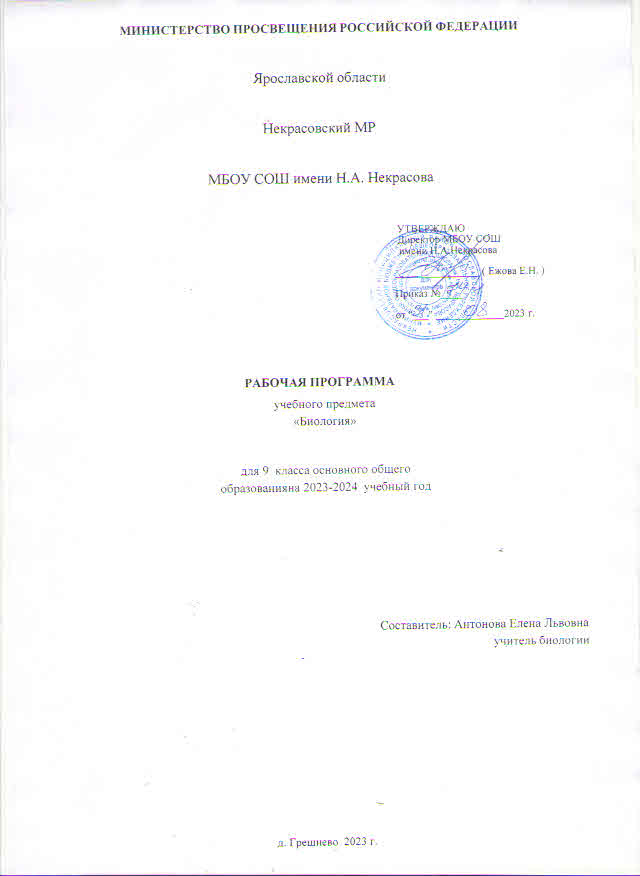 МИНИСТЕРСТВО ПРОСВЕЩЕНИЯ РОССИЙСКОЙ ФЕДЕРАЦИИ
Ярославской области
Некрасовский МР
МБОУ СОШ имени Н.А. Некрасова
УТВЕРЖДАЮ
Директор МБОУ СОШ
имени Н.А.Некрасова
( Ежова Е.Н. )
Приказ №
от 2023 г.
РАБОЧАЯ ПРОГРАММА
учебного предмета
«Биология»
для 9 класса основного общего
образованияна 2023-2024 учебный год
Составитель: Антонова Елена Львовна
учитель биологии
д. Грешнево 2023 г.